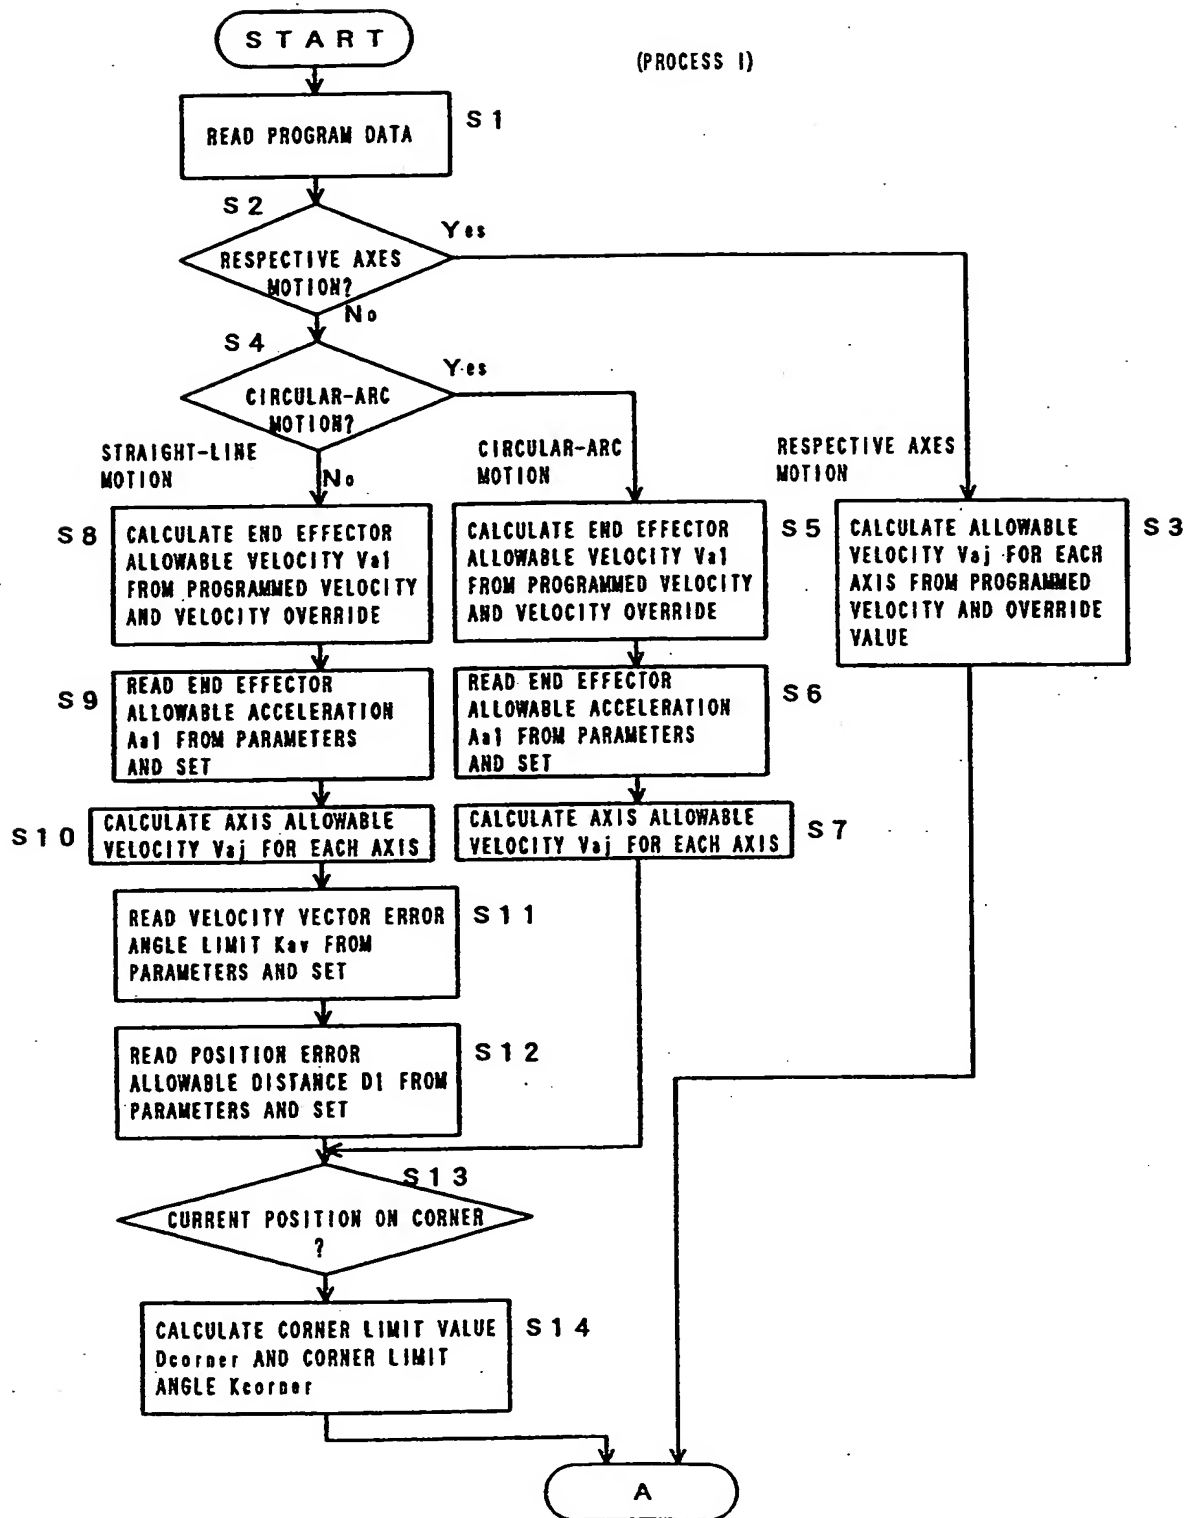 START
(PROCESS I)
READ PROGRAM DATA
S1
S2
RESPECTIVE AXES
MOTION?
Yes
No
S4
CIRCULAR-ARC
MOTION?
Yes
No
STRAIGHT-LINE
MOTION
CIRCULAR-ARC
MOTION
RESPECTIVE AXES
MOTION
S8
CALCULATE END EFFECTOR
ALLOWABLE VELOCITY Va1
FROM PROGRAMMED VELOCITY
AND VELOCITY OVERRIDE
CALCULATE END EFFECTOR
ALLOWABLE VELOCITY Va1
FROM PROGRAMMED VELOCITY
AND VELOCITY OVERRIDE
S5
CALCULATE ALLOWABLE
VELOCITY Vaj FOR EACH
AXIS FROM PROGRAMMED
VELOCITY AND OVERRIDE
VALUE
S3
S9
READ END EFFECTOR
ALLOWABLE ACCELERATION
Aa1 FROM PARAMETERS
AND SET
READ END EFFECTOR
ALLOWABLE ACCELERATION
Aa1 FROM PARAMETERS
AND SET
S6
S10
CALCULATE AXIS ALLOWABLE
VELOCITY Vaj FOR EACH AXIS
CALCULATE AXIS ALLOWABLE
VELOCITY Vaj FOR EACH AXIS
S7
READ VELOCITY VECTOR ERROR
ANGLE LIMIT Kav FROM
PARAMETERS AND SET
S11
READ POSITION ERROR
ALLOWABLE DISTANCE D1 FROM
PARAMETERS AND SET
S12
S13
CURRENT POSITION ON CORNER
?
CALCULATE CORNER LIMIT VALUE
Dcorner AND CORNER LIMIT
ANGLE Kcorner
S14
A